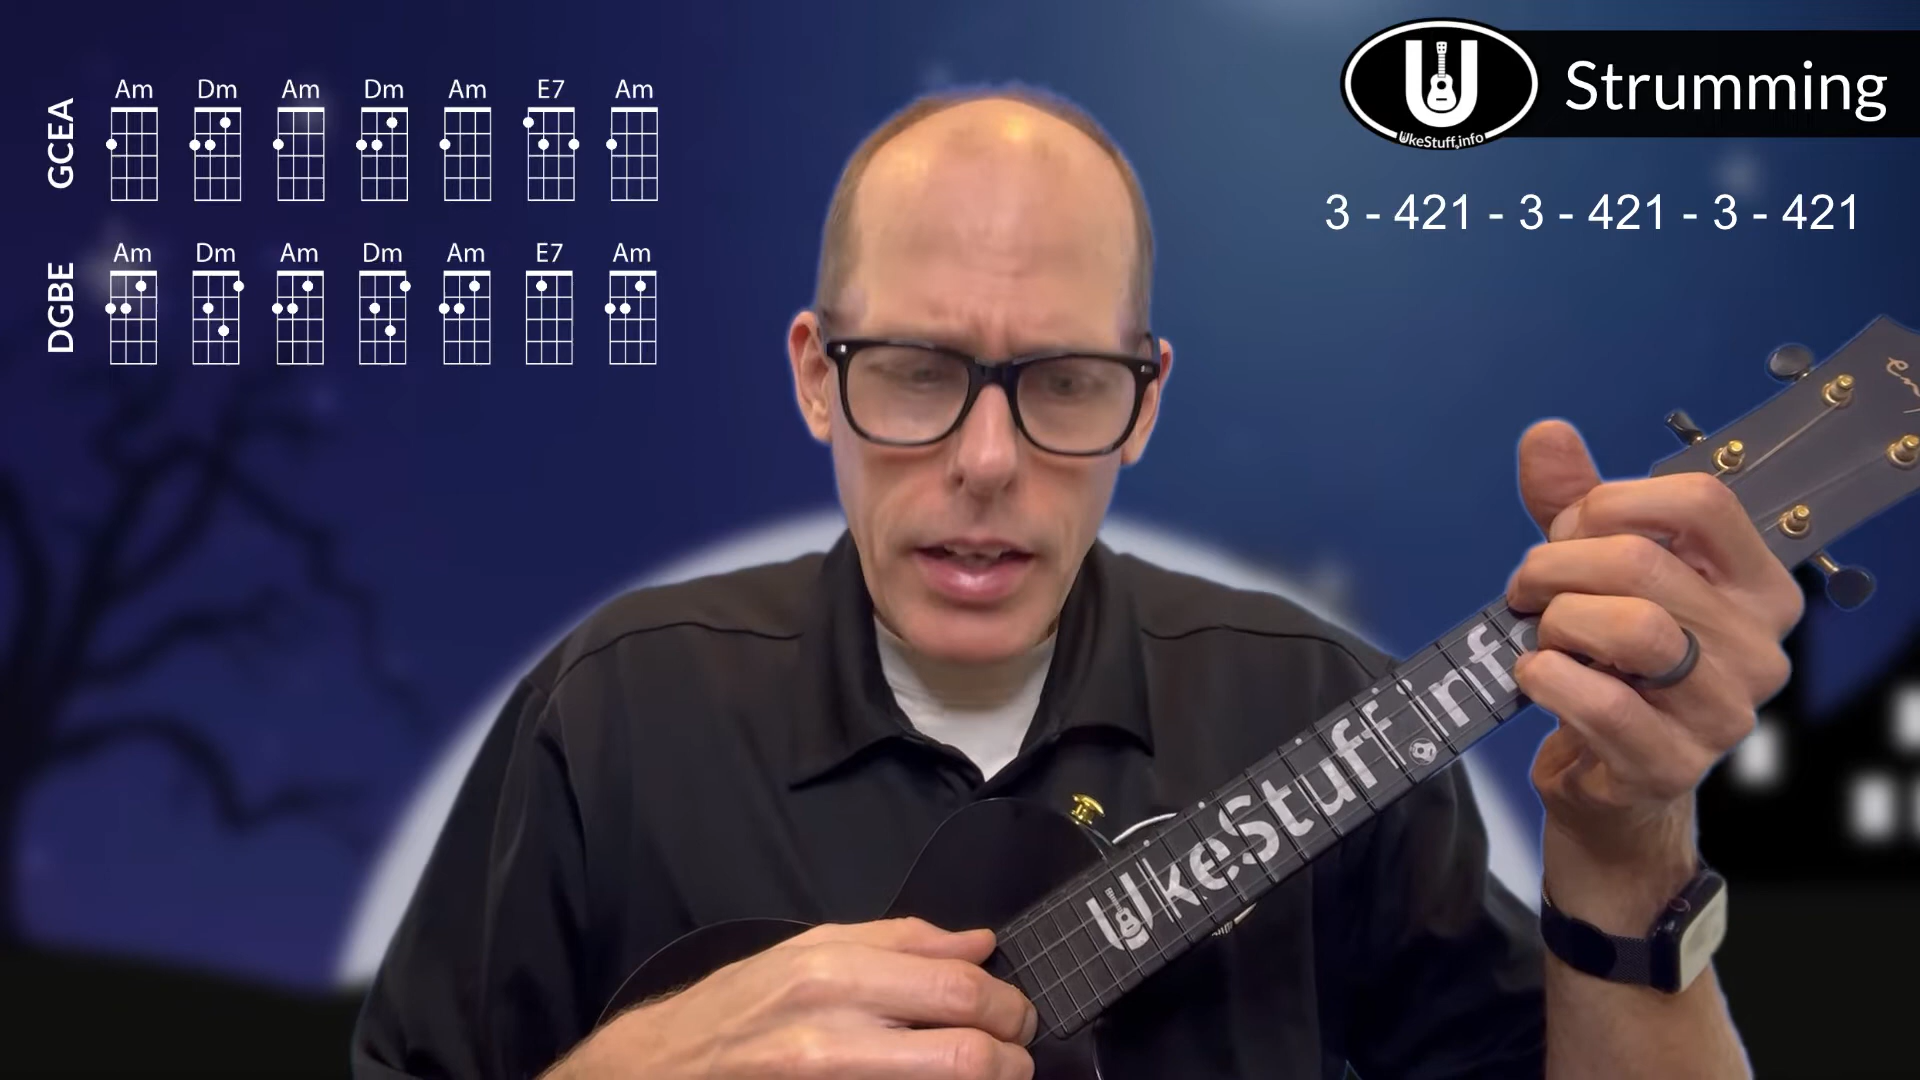 Am Dm Am Dm Am E7 Am
GCEA
Am Dm Am Dm Am E7 Am
DGBE
U
UkeStuff.info
Strumming
3 - 421 - 3 - 421 - 3 - 421
UkeStuff.info